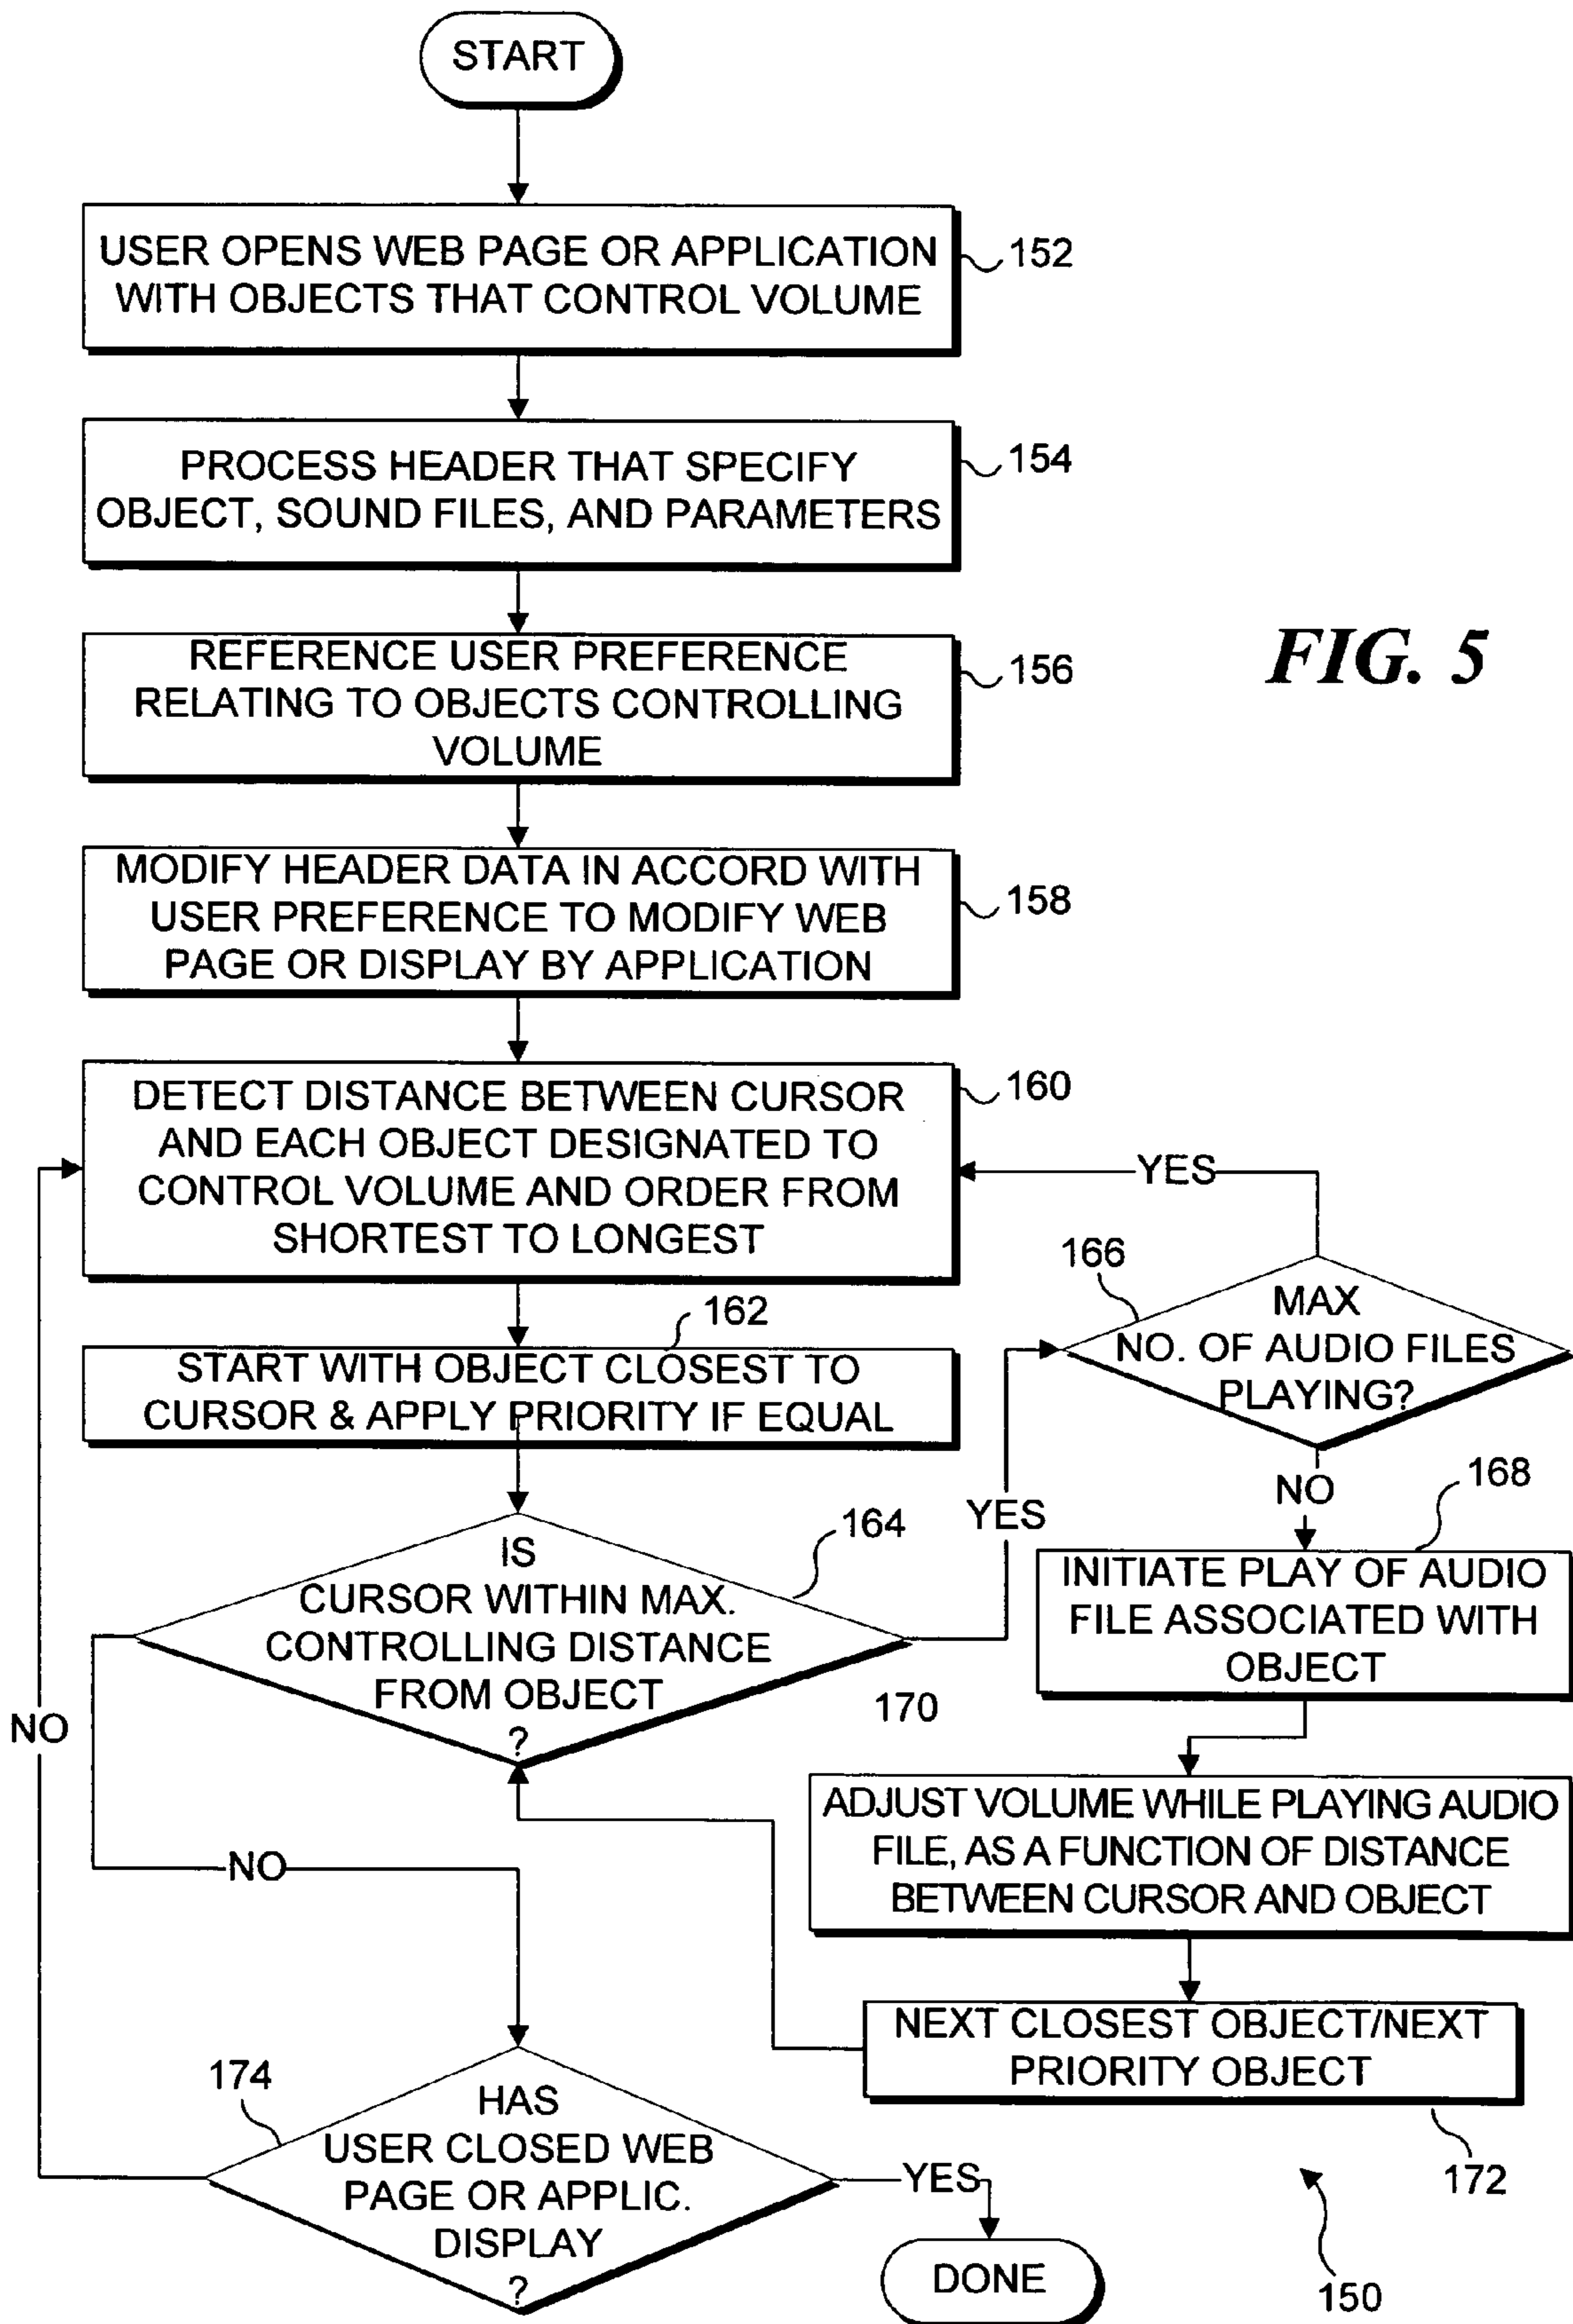 START
USER OPENS WEB PAGE OR APPLICATION
WITH OBJECTS THAT CONTROL VOLUME
152
PROCESS HEADER THAT SPECIFY
OBJECT, SOUND FILES, AND PARAMETERS
154
REFERENCE USER PREFERENCE
RELATING TO OBJECTS CONTROLLING
VOLUME
156
FIG. 5
MODIFY HEADER DATA IN ACCORD WITH
USER PREFERENCE TO MODIFY WEB
PAGE OR DISPLAY BY APPLICATION
158
DETECT DISTANCE BETWEEN CURSOR
AND EACH OBJECT DESIGNATED TO
CONTROL VOLUME AND ORDER FROM
SHORTEST TO LONGEST
160
YES
162
START WITH OBJECT CLOSEST TO
CURSOR & APPLY PRIORITY IF EQUAL
166
MAX
NO. OF AUDIO FILES
PLAYING?
NO
168
YES
IS
CURSOR WITHIN MAX.
CONTROLLING DISTANCE
FROM OBJECT
?
164
INITIATE PLAY OF AUDIO
FILE ASSOCIATED WITH
OBJECT
170
NO
ADJUST VOLUME WHILE PLAYING AUDIO
FILE, AS A FUNCTION OF DISTANCE
BETWEEN CURSOR AND OBJECT
NO
NEXT CLOSEST OBJECT/NEXT
PRIORITY OBJECT
172
174
HAS
USER CLOSED WEB
PAGE OR APPLIC.
DISPLAY
?
YES
DONE
150